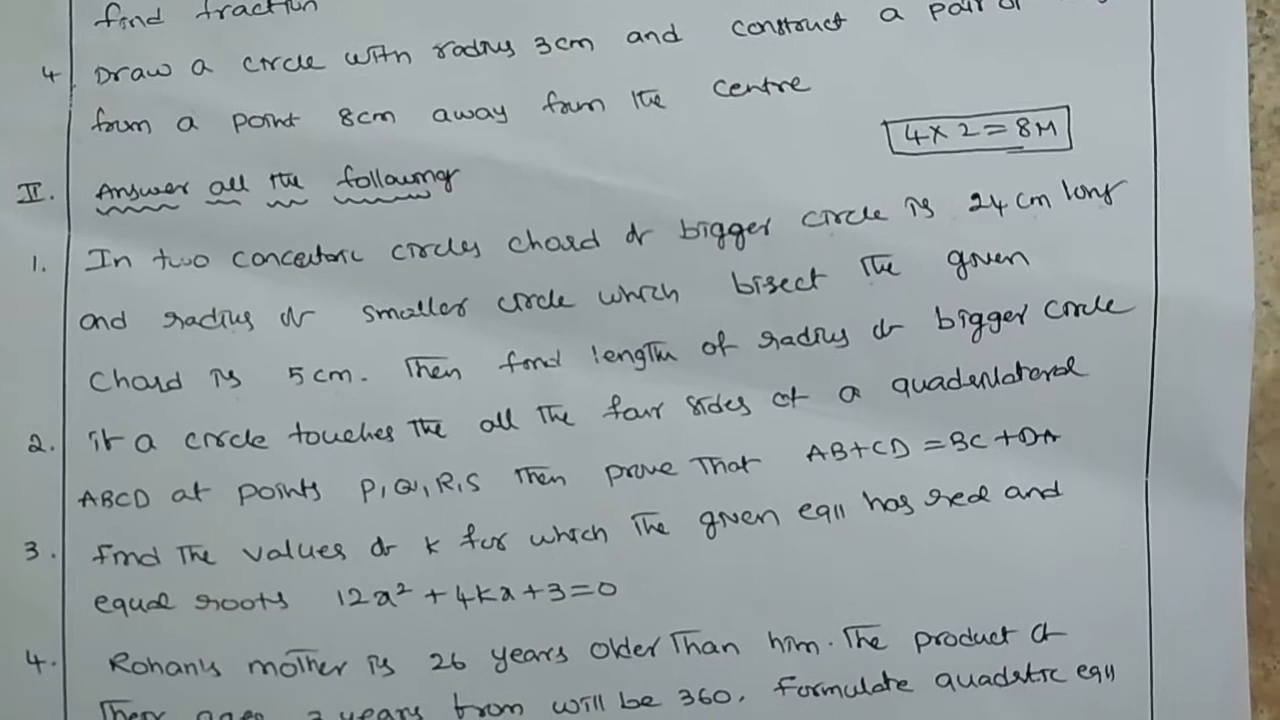 find fraction
4 Draw a circle with radius 3cm and construct a pair of
from a point 8cm away from the centre
4 x 2 = 8M
II. Answer all the following
1. In two concentric circles chord of bigger circle is 24 cm long
and radius of smaller circle which bisect the given
chord is 5cm. Then find length of radius of bigger circle
2. if a circle touches the all the four sides of a quadrilateral
ABCD at points P, Q, R, S Then prove That AB+CD = BC+DA
3. Find The values of k for which The given eqn has real and
equal roots 12x² + 4kx + 3 = 0
4. Rohan's mother is 26 years older Than him. The product of
Their ages 3 years from will be 360. Formulate quadratic eqn